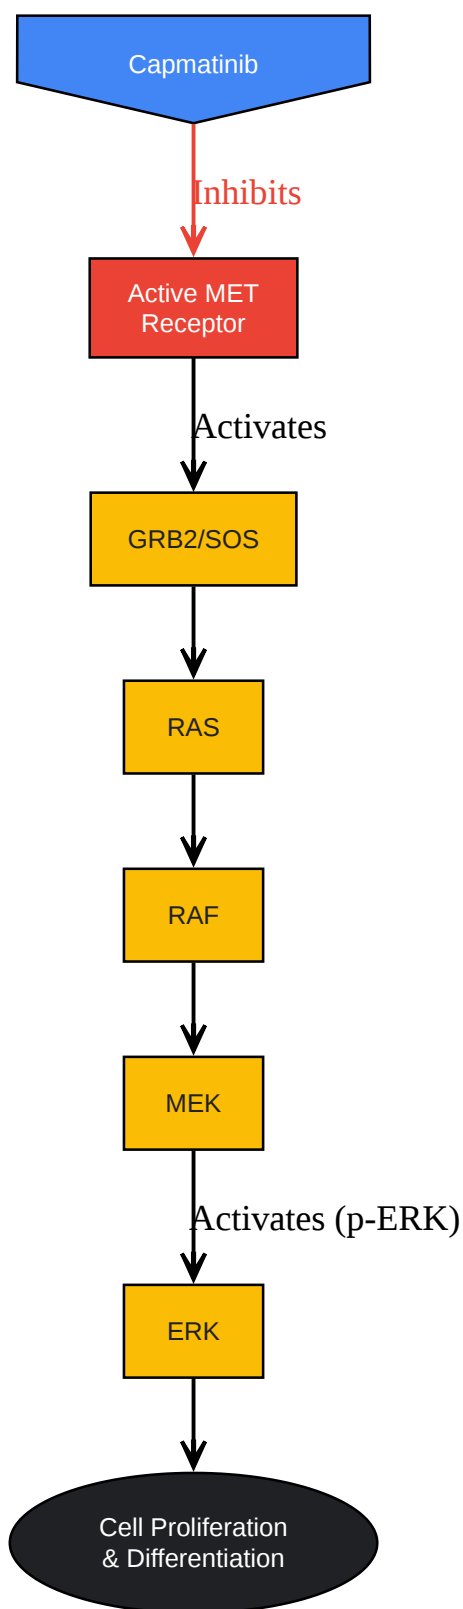 Capmatinib
Inhibits
Active MET
Receptor
Activates
GRB2/SOS
RAS
RAF
MEK
Activates (p-ERK)
ERK
Cell Proliferation
& Differentiation